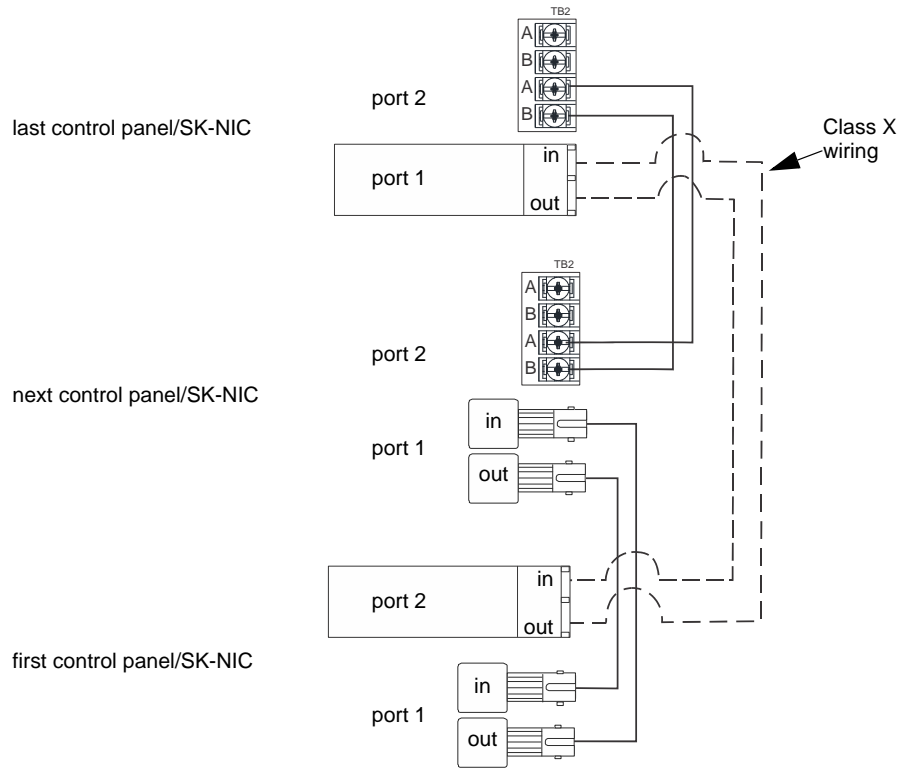 TB2
A
B
A
B
port 2
last control panel/SK-NIC
Class X
wiring
in
port 1
out
TB2
A
B
A
B
port 2
next control panel/SK-NIC
in
port 1
out
in
port 2
out
first control panel/SK-NIC
in
port 1
out